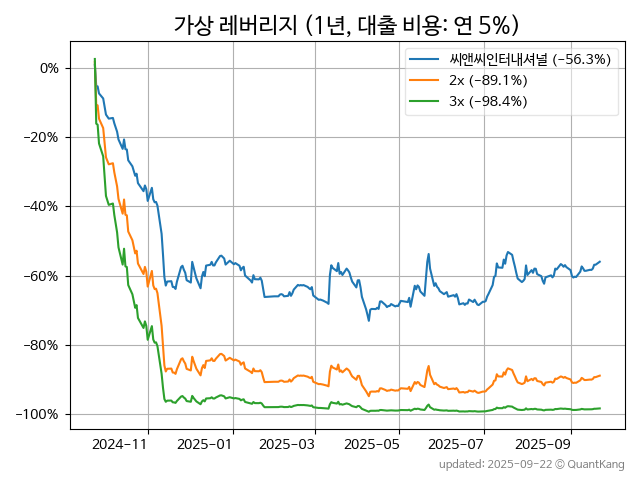 가상 레버리지 (1년, 대출 비용: 연 5%)
씨앤씨인터내셔널 (-56.3%)
2x (-89.1%)
3x (-98.4%)
0%
-20%
-40%
-60%
-80%
-100%
2024-11 2025-01 2025-03 2025-05 2025-07 2025-09
updated: 2025-09-22 © QuantKang